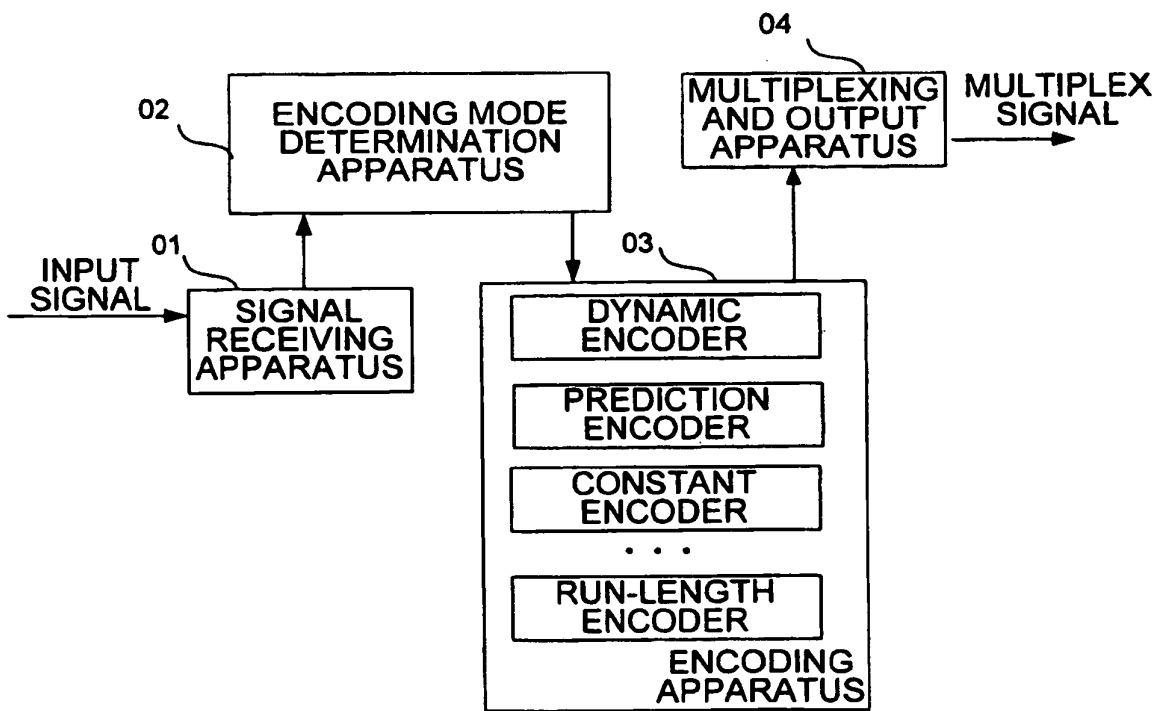 04
MULTIPLEXING
AND OUTPUT
APPARATUS
MULTIPLEX
SIGNAL
02
ENCODING MODE
DETERMINATION
APPARATUS
01
03
INPUT
SIGNAL
SIGNAL
RECEIVING
APPARATUS
DYNAMIC
ENCODER
PREDICTION
ENCODER
CONSTANT
ENCODER
. . .
RUN-LENGTH
ENCODER
ENCODING
APPARATUS